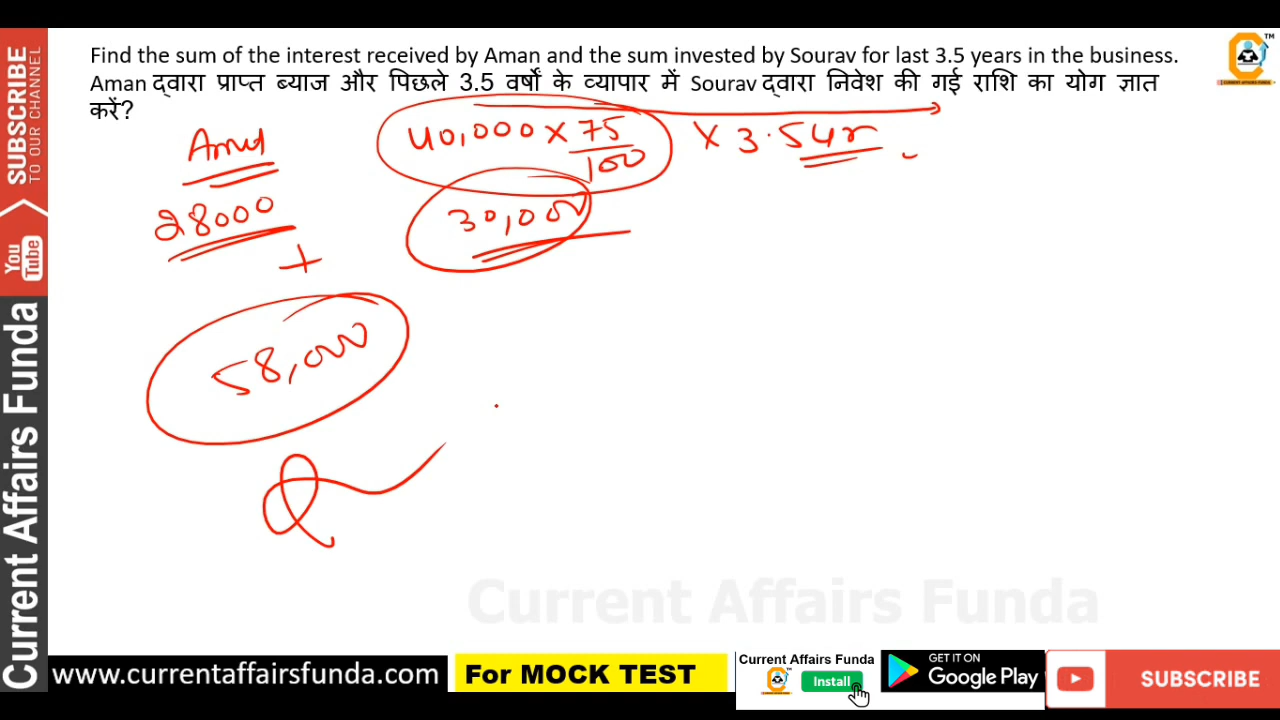 Find the sum of the interest received by Aman and the sum invested by Sourav for last 3.5 years in the business.
Aman द्वारा प्राप्त ब्याज और पिछले 3.5 वर्षों के व्यापार में Sourav द्वारा निवेश की गई राशि का योग ज्ञात
करें?
40,000 × 75/100 × 3.5yr
28000
30,000
+
58,000
SUBSCRIBE
TO OUR CHANNEL
You Tube
Current Affairs Funda
Current Affairs Funda
www.currentaffairsfunda.com
For MOCK TEST
Current Affairs Funda
Install
GET IT ON
Google Play
SUBSCRIBE
TM